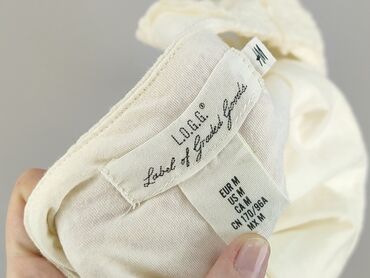 H&M
L.O.G.G.®
Label of Graded Goods
EUR M
US M
CA M
CN 170/96A
MX M